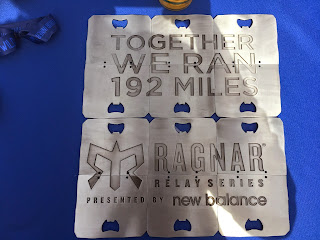 TOGETHER
WE RAN
192 MILES
RAGNAR
RELAY SERIES
PRESENTED BY new balance